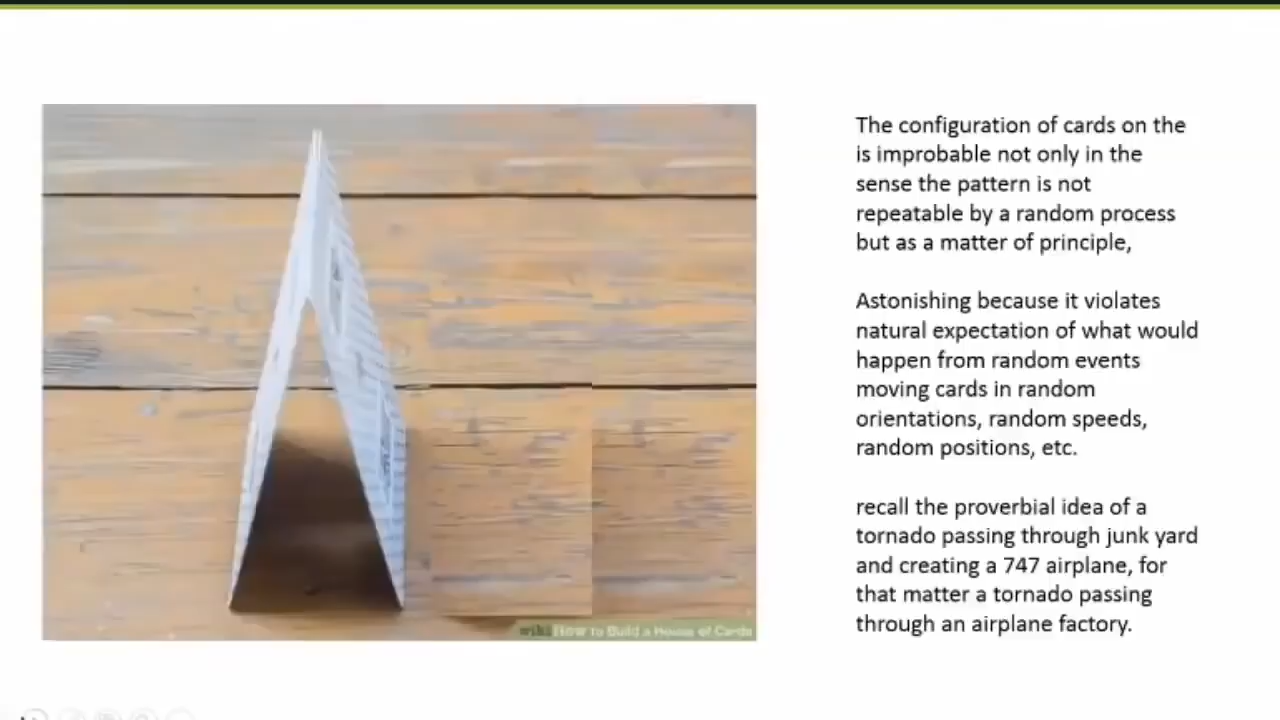 The configuration of cards on the
is improbable not only in the
sense the pattern is not
repeatable by a random process
but as a matter of principle,
Astonishing because it violates
natural expectation of what would
happen from random events
moving cards in random
orientations, random speeds,
random positions, etc.
recall the proverbial idea of a
tornado passing through junk yard
and creating a 747 airplane, for
that matter a tornado passing
through an airplane factory.
wiki How to Build a House of Cards